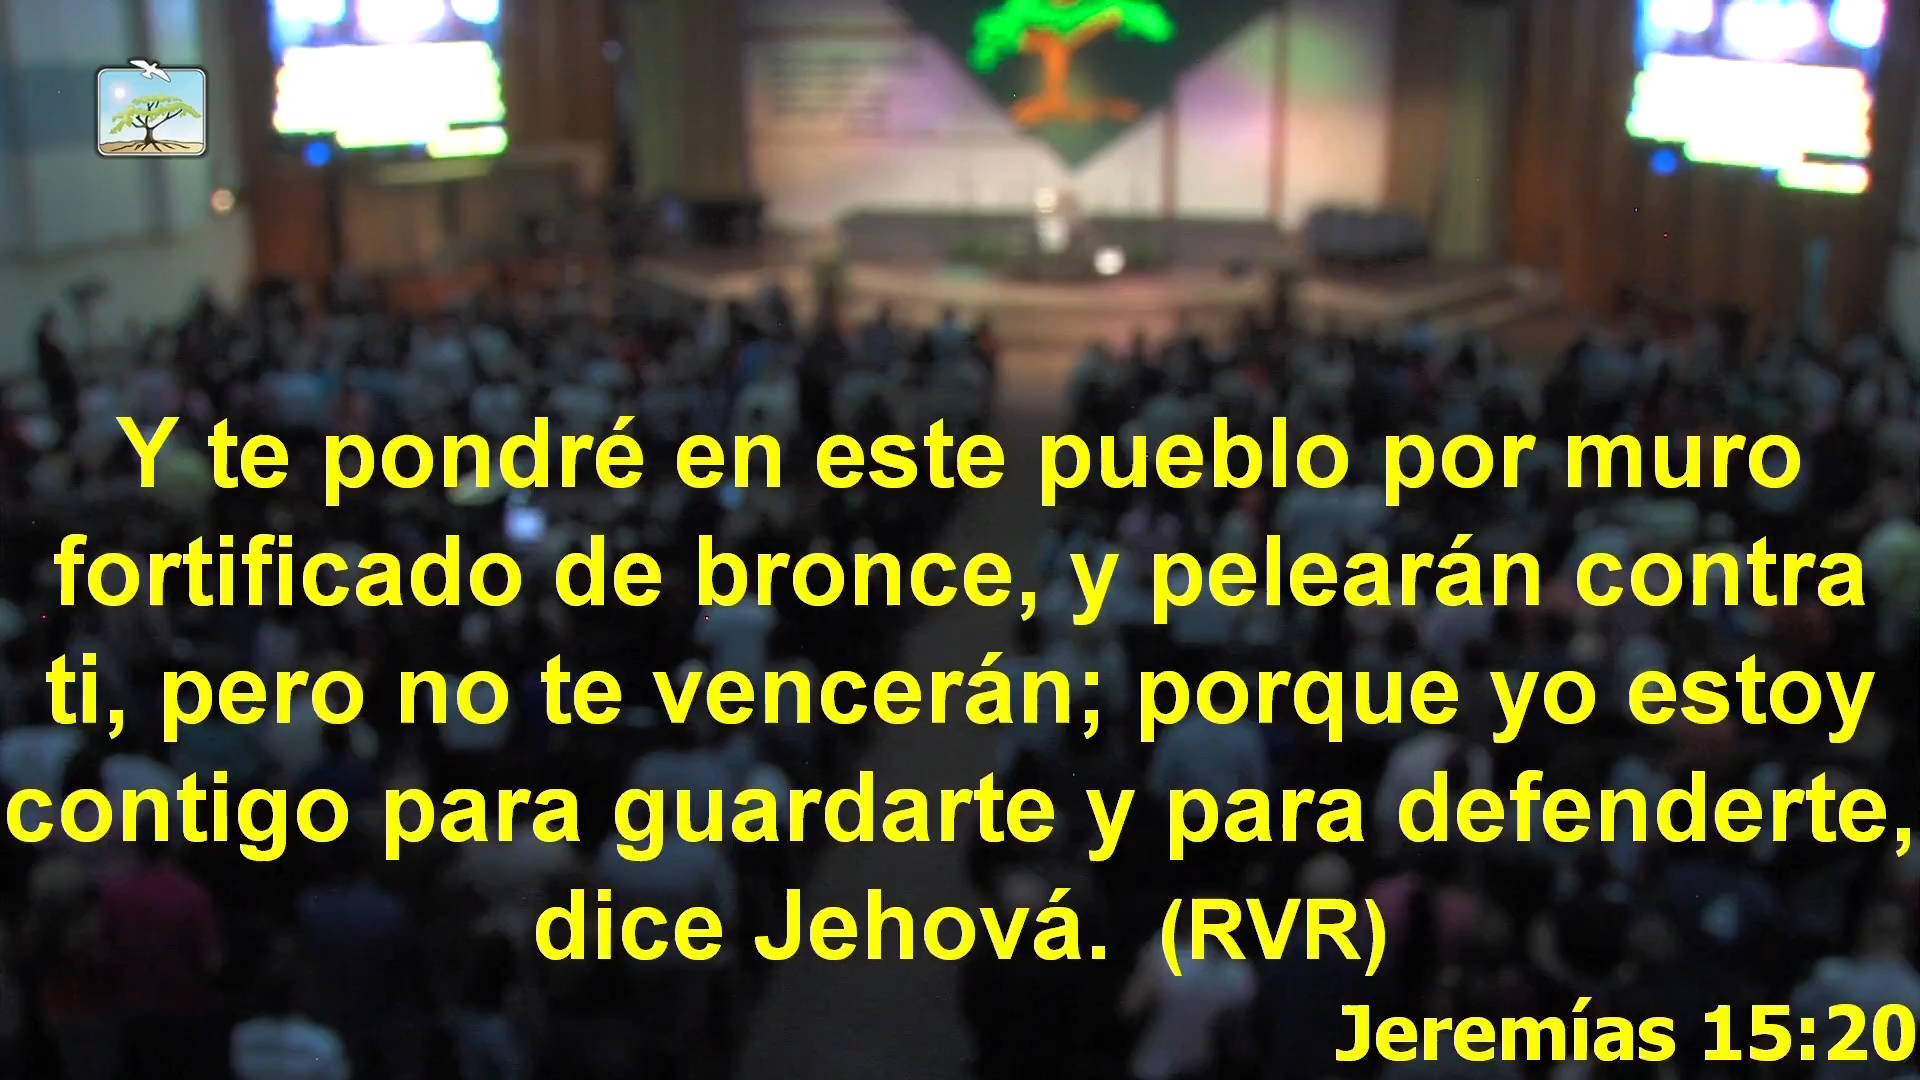 Y te pondré en este pueblo por muro
fortificado de bronce, y pelearán contra
ti, pero no te vencerán; porque yo estoy
contigo para guardarte y para defenderte,
dice Jehová.  (RVR)
Jeremías 15:20